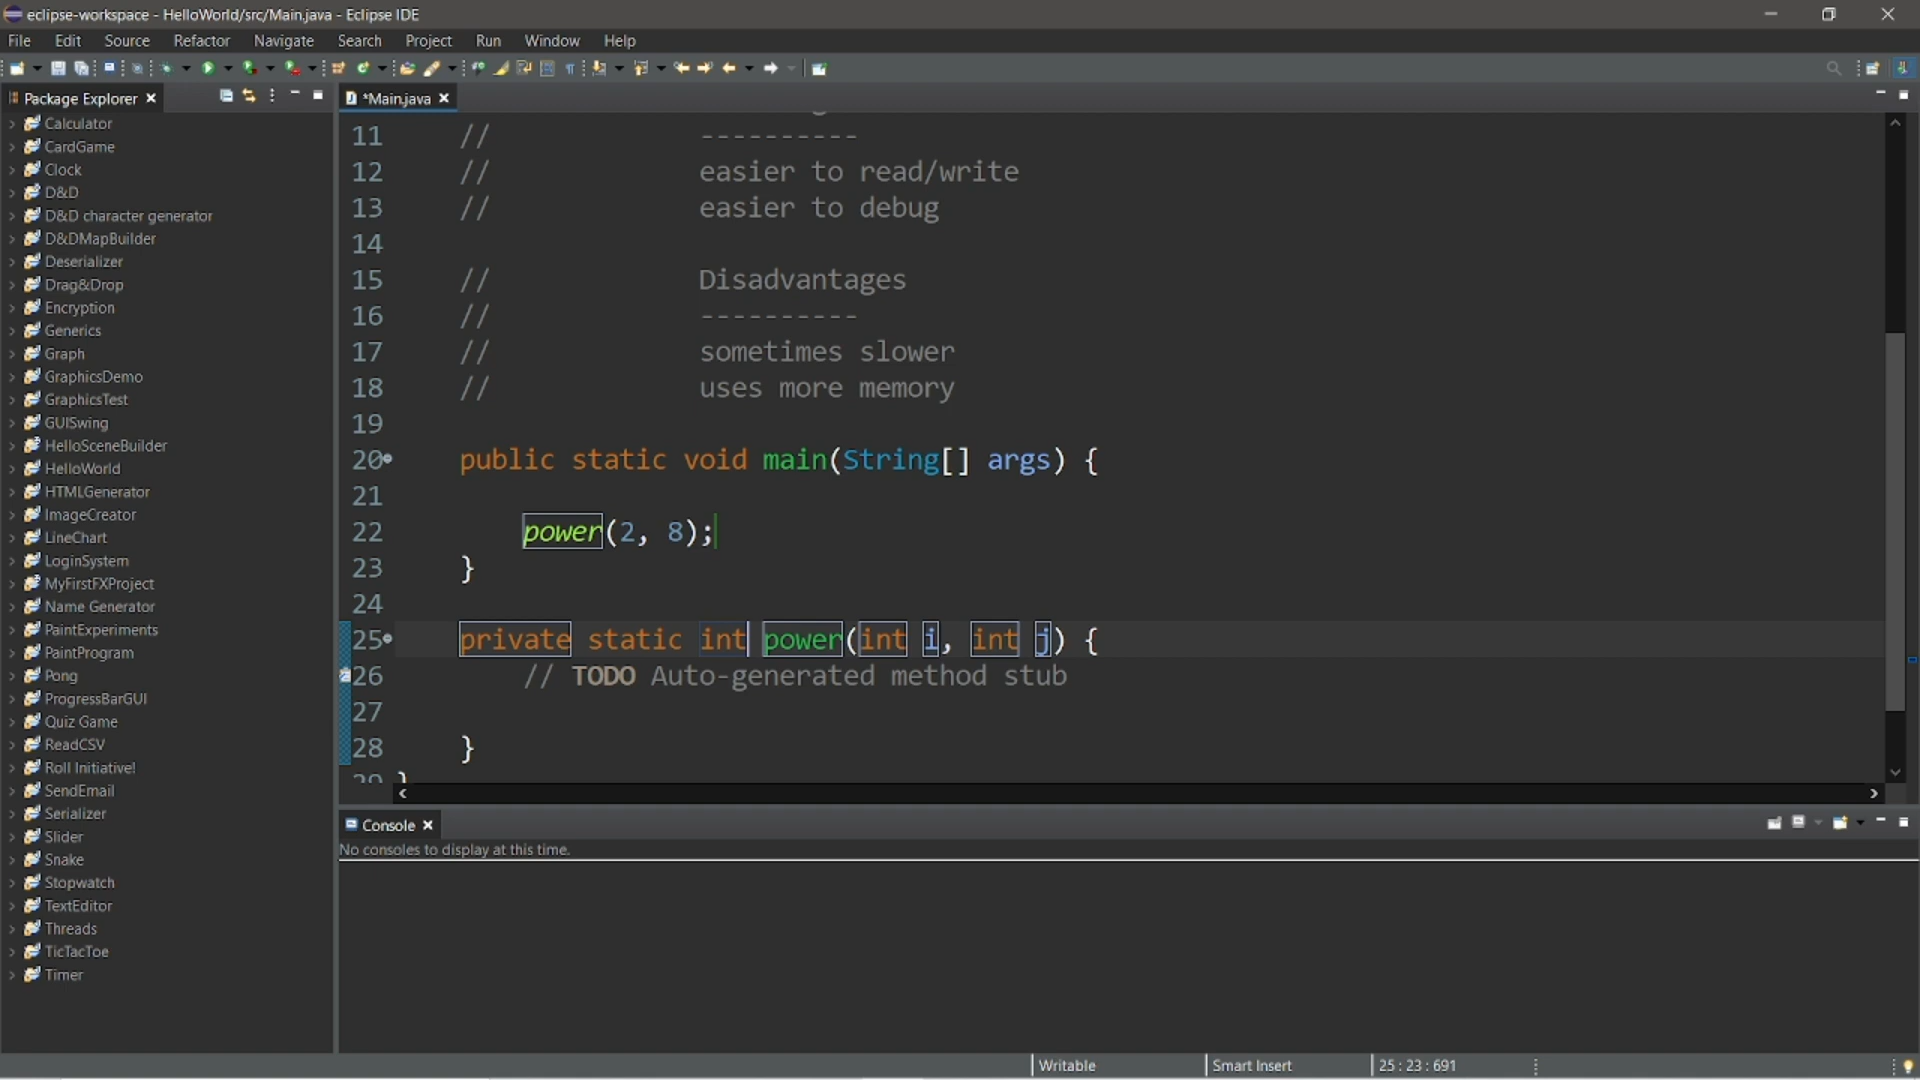 eclipse-workspace - HelloWorld/src/Main.java - Eclipse IDE
File Edit Source Refactor Navigate Search Project Run Window Help
Package Explorer
Calculator
CardGame
Clock
D&D
D&D character generator
D&DMapBuilder
Deserializer
Drag&Drop
Encryption
Generics
Graph
GraphicsDemo
GraphicsTest
GUISwing
HelloSceneBuilder
HelloWorld
HTMLGenerator
ImageCreator
LineChart
LoginSystem
MyFirstFXProject
Name Generator
PaintExperiments
PaintProgram
Pong
ProgressBarGUI
Quiz Game
ReadCSV
Roll Initiative!
SendEmail
Serializer
Slider
Snake
Stopwatch
TextEditor
Threads
TicTacToe
Timer
*Main.java
11 // ----------
12 // easier to read/write
13 // easier to debug
14
15 // Disadvantages
16 // ----------
17 // sometimes slower
18 // uses more memory
19
20 public static void main(String[] args) {
21
22 power(2, 8);
23 }
24
25 private static int power(int i, int j) {
26 // TODO Auto-generated method stub
27
28 }
29 }
Console
No consoles to display at this time.
Writable Smart Insert 25 : 23 : 691